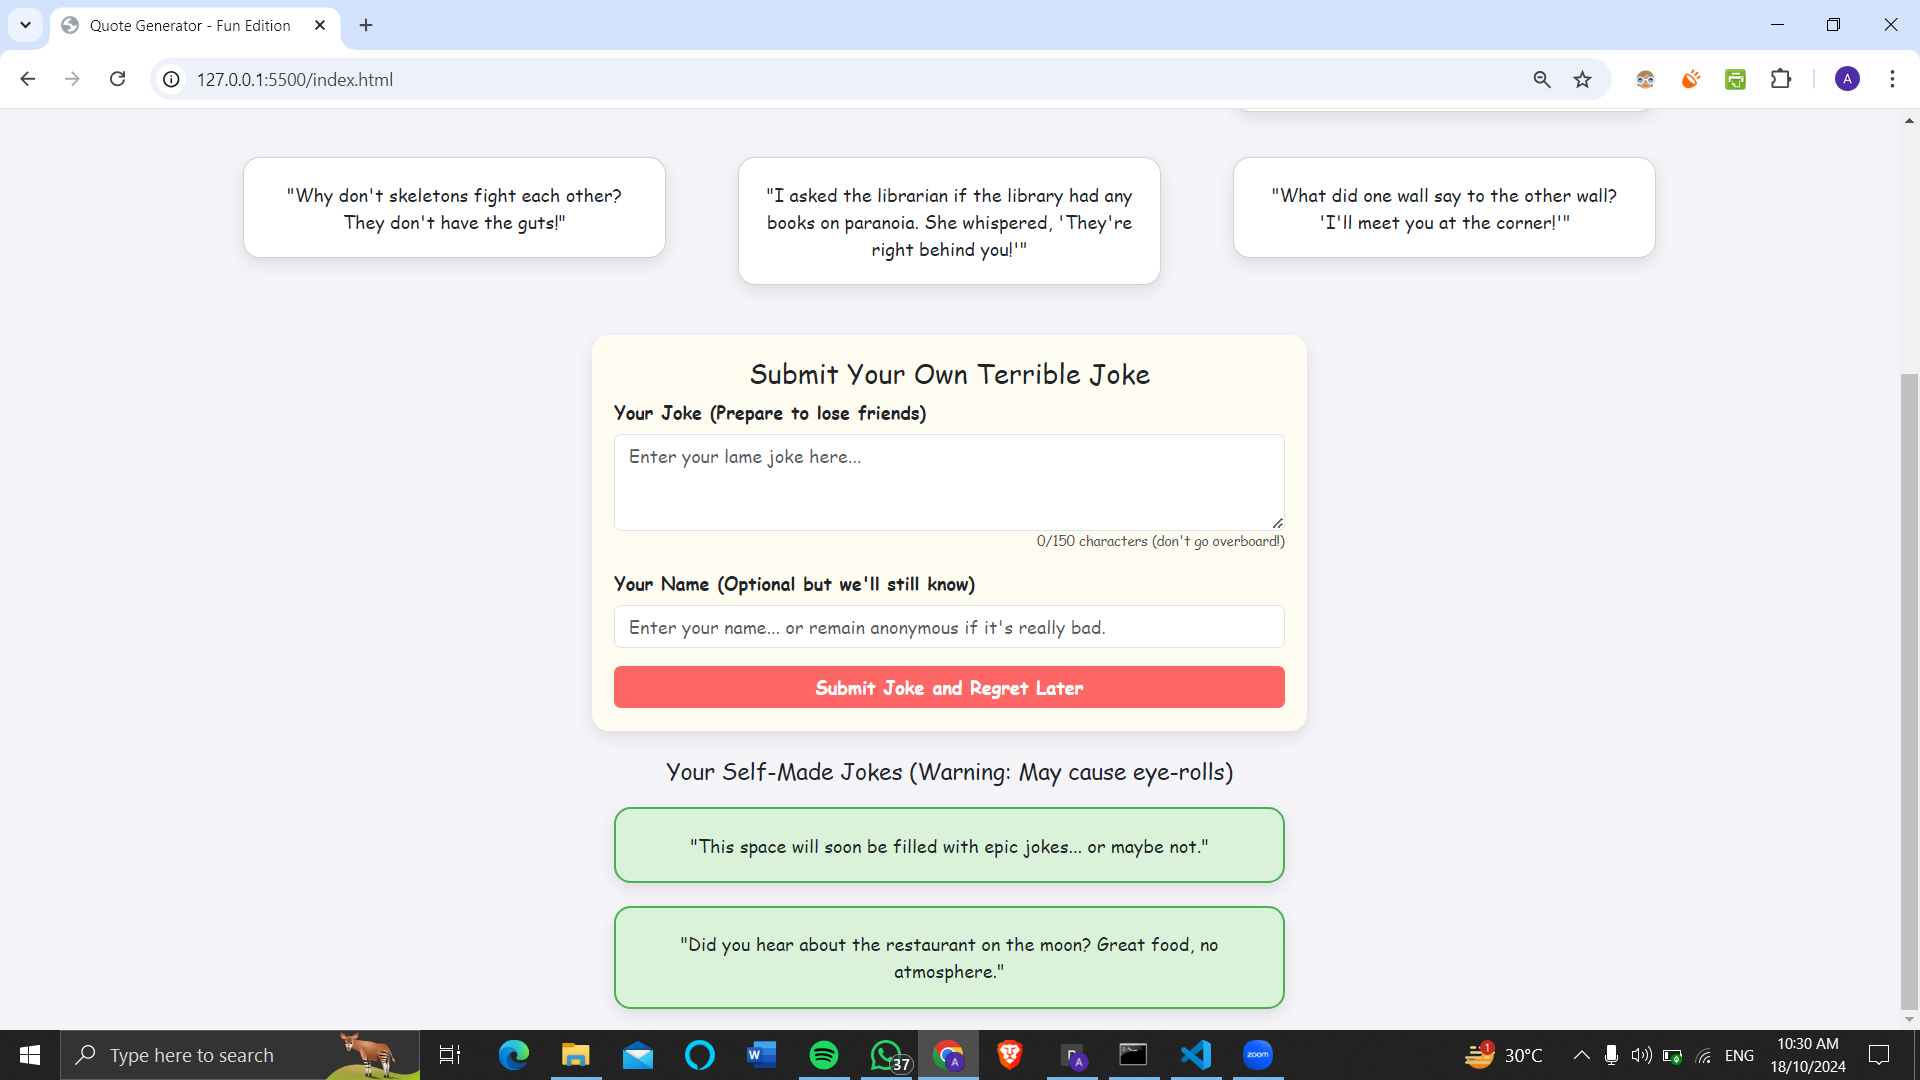 Quote Generator - Fun Edition
127.0.0.1:5500/index.html
A
"Why don't skeletons fight each other?
They don't have the guts!"
"I asked the librarian if the library had any
books on paranoia. She whispered, 'They're
right behind you!'"
"What did one wall say to the other wall?
'I'll meet you at the corner!'"
Submit Your Own Terrible Joke
Your Joke (Prepare to lose friends)
Enter your lame joke here...
0/150 characters (don't go overboard!)
Your Name (Optional but we'll still know)
Enter your name... or remain anonymous if it's really bad.
Submit Joke and Regret Later
Your Self-Made Jokes (Warning: May cause eye-rolls)
"This space will soon be filled with epic jokes... or maybe not."
"Did you hear about the restaurant on the moon? Great food, no
atmosphere."
Type here to search
W
37
A
A
zoom
1
30°C
ENG
10:30 AM
18/10/2024